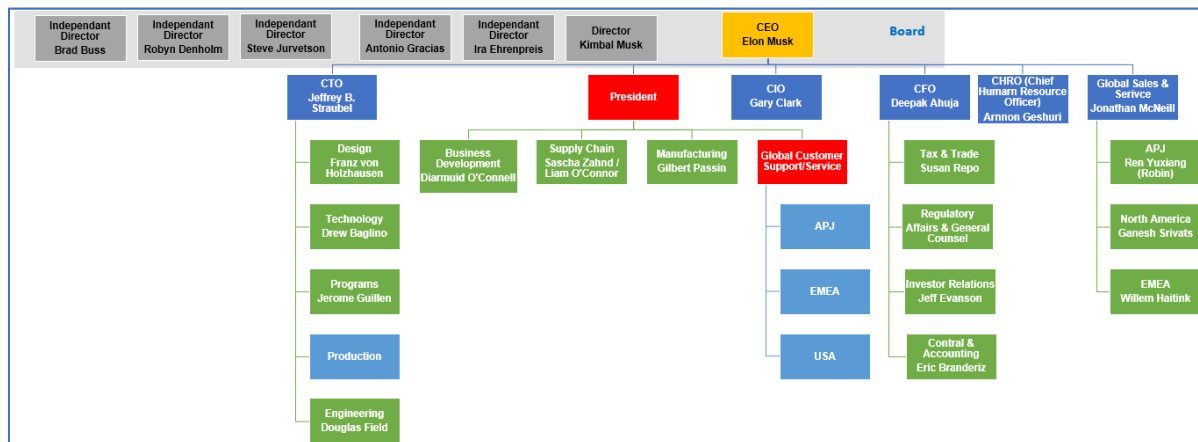 Independant
Director
Brad Buss
Independant
Director
Robyn Denholm
Independant
Director
Steve Jurvetson
Independant
Director
Antonio Gracias
Independant
Director
Ira Ehrenpreis
Director
Kimbal Musk
CEO
Elon Musk
Board
CTO
Jeffrey B.
Straubel
President
CIO
Gary Clark
CFO
Deepak Ahuja
CHRO (Chief
Humarn Resource
Officer)
Arnnon Geshuri
Global Sales &
Serivce
Jonathan McNeill
Design
Franz von
Holzhausen
Business
Development
Diarmuid O'Connell
Supply Chain
Sascha Zahnd /
Liam O'Connor
Manufacturing
Gilbert Passin
Global Customer
Support/Service
Tax & Trade
Susan Repo
APJ
Ren Yuxiang
(Robin)
Technology
Drew Baglino
APJ
Regulatory
Affairs & General
Counsel
North America
Ganesh Srivats
Programs
Jerome Guillen
EMEA
Investor Relations
Jeff Evanson
EMEA
Willem Haitink
Production
USA
Contral &
Accounting
Eric Branderiz
Engineering
Douglas Field